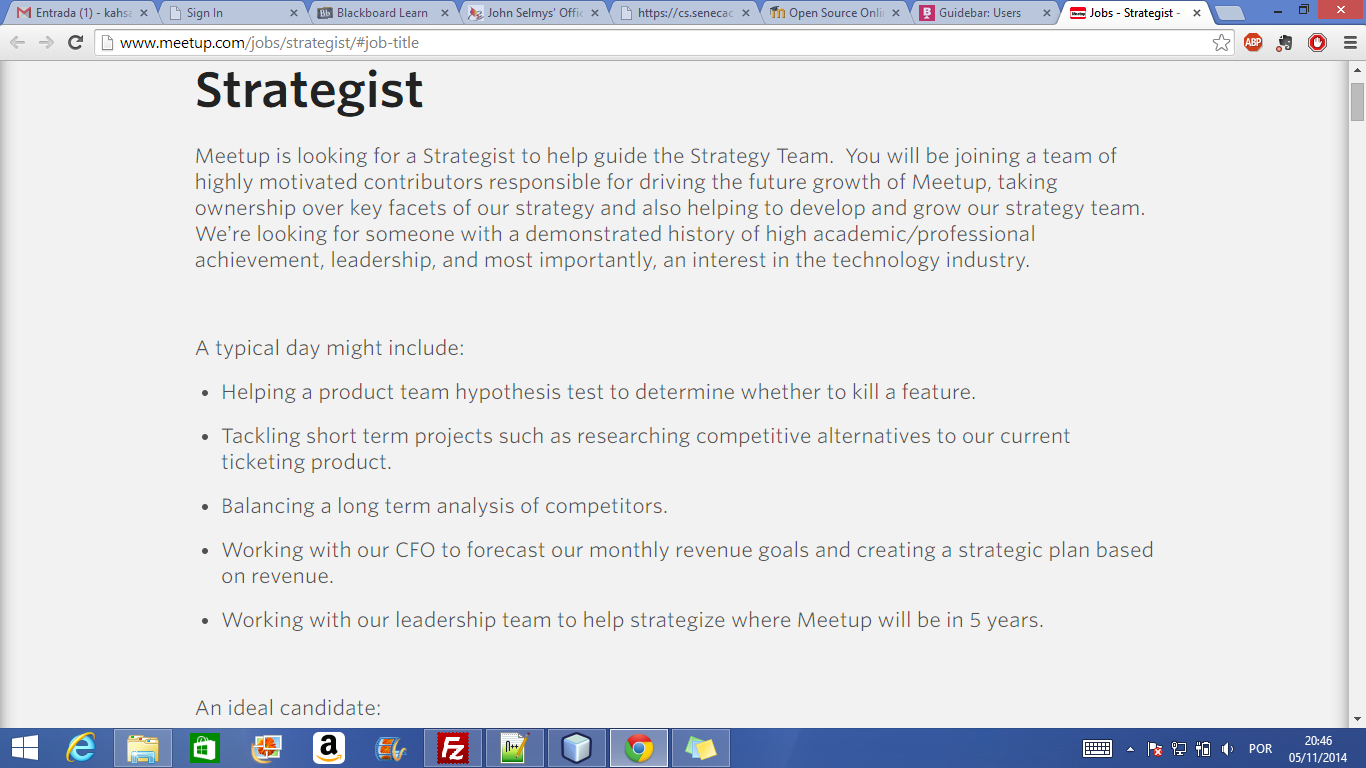 Entrada (1) - kahsa
Sign In
Blackboard Learn
John Selmys' Offic
https://cs.senecac
Open Source Onlin
Guidebar: Users
Jobs - Strategist -
www.meetup.com/jobs/strategist/#job-title
ABP
Strategist
Meetup is looking for a Strategist to help guide the Strategy Team.  You will be joining a team of
highly motivated contributors responsible for driving the future growth of Meetup, taking
ownership over key facets of our strategy and also helping to develop and grow our strategy team.
We're looking for someone with a demonstrated history of high academic/professional
achievement, leadership, and most importantly, an interest in the technology industry.
A typical day might include:
• Helping a product team hypothesis test to determine whether to kill a feature.
• Tackling short term projects such as researching competitive alternatives to our current
ticketing product.
• Balancing a long term analysis of competitors.
• Working with our CFO to forecast our monthly revenue goals and creating a strategic plan based
on revenue.
• Working with our leadership team to help strategize where Meetup will be in 5 years.
An ideal candidate:
POR
20:46
05/11/2014